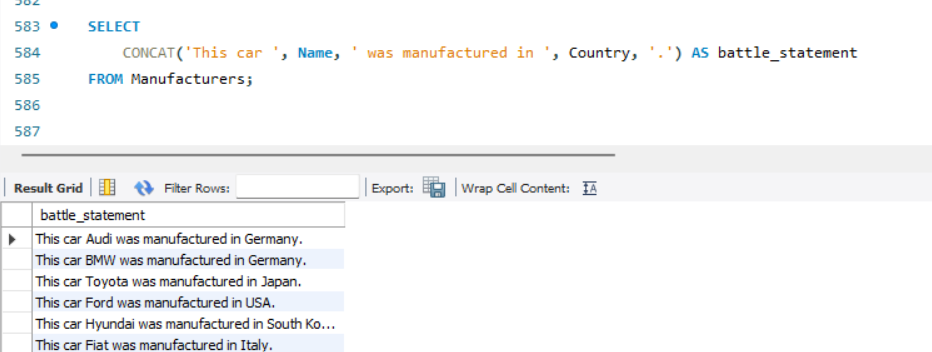 582
583 SELECT
584 CONCAT('This car ', Name, ' was manufactured in ', Country, '.') AS battle_statement
585 FROM Manufacturers;
586
587
Result Grid Filter Rows: Export: Wrap Cell Content: IA
battle_statement
This car Audi was manufactured in Germany.
This car BMW was manufactured in Germany.
This car Toyota was manufactured in Japan.
This car Ford was manufactured in USA.
This car Hyundai was manufactured in South Ko...
This car Fiat was manufactured in Italy.